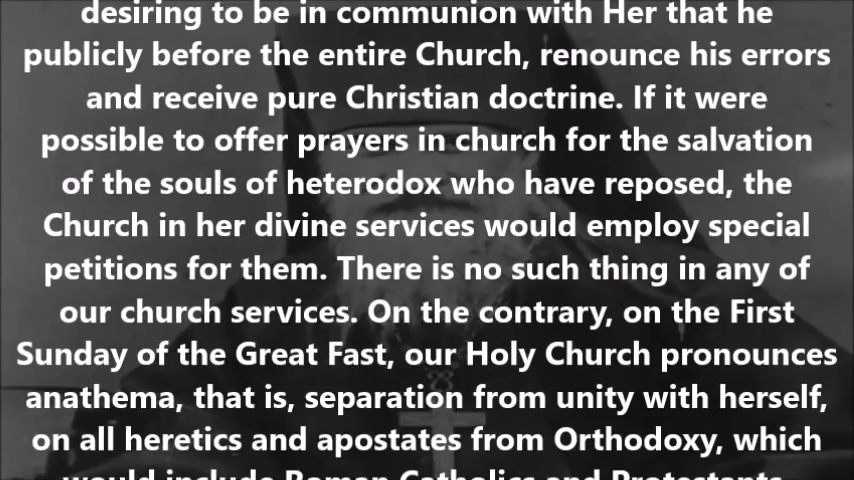 desiring to be in communion with Her that he
publicly before the entire Church, renounce his errors
and receive pure Christian doctrine. If it were
possible to offer prayers in church for the salvation
of the souls of heterodox who have reposed, the
Church in her divine services would employ special
petitions for them. There is no such thing in any of
our church services. On the contrary, on the First
Sunday of the Great Fast, our Holy Church pronounces
anathema, that is, separation from unity with herself,
on all heretics and apostates from Orthodoxy, which
would include Roman Catholics and Protestants